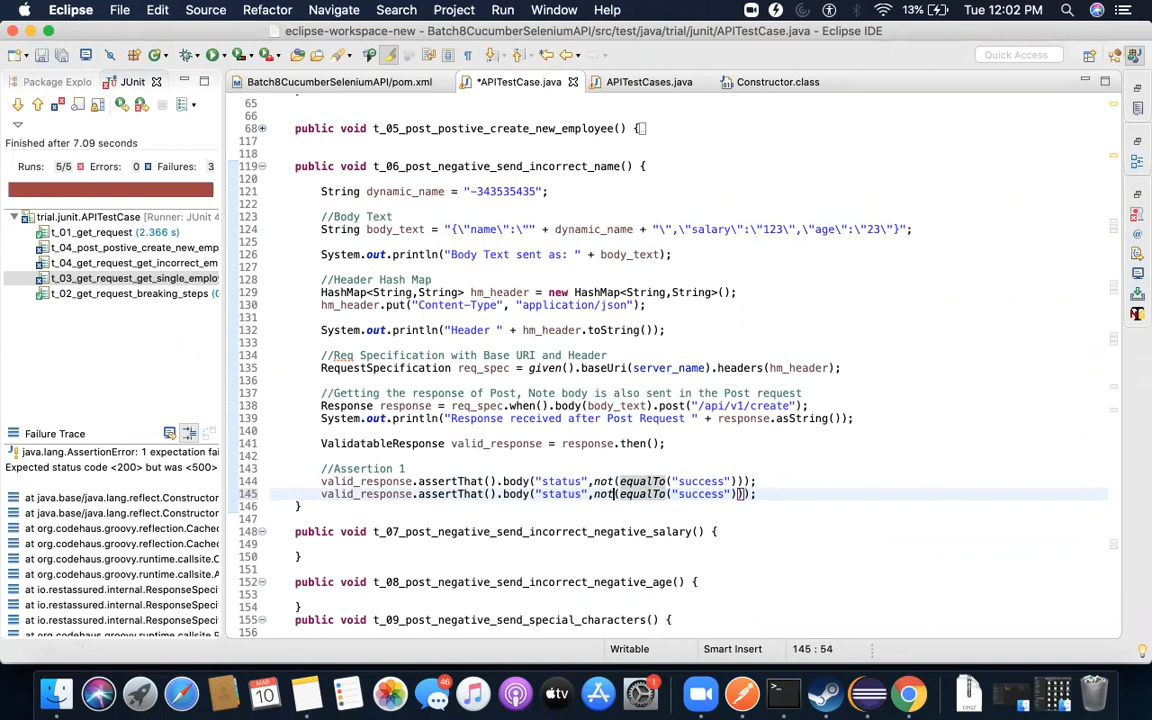 Eclipse File Edit Source Refactor Navigate Search Project Run Window Help 13% Tue 12:02 PM
eclipse-workspace-new - Batch8CucumberSeleniumAPI/src/test/java/trial/junit/APITestCase.java - Eclipse IDE
Quick Access
Package Explo JUnit Batch8CucumberSeleniumAPI/pom.xml *APITestCase.java APITestCases.java Constructor.class
Finished after 7.09 seconds
Runs: 5/5 Errors: 0 Failures: 3
trial.junit.APITestCase [Runner: JUnit 4
t_01_get_request (2.366 s)
t_04_post_postive_create_new_emp
t_04_get_request_get_incorrect_em
t_03_get_request_get_single_emplo
t_02_get_request_breaking_steps (0
Failure Trace
java.lang.AssertionError: 1 expectation fai
Expected status code <200> but was <500>
at java.base/java.lang.reflect.Constructor.
at org.codehaus.groovy.reflection.Cached
at org.codehaus.groovy.runtime.callsite.C
at org.codehaus.groovy.runtime.callsite.A
at io.restassured.internal.ResponseSpecif
at io.restassured.internal.ResponseSpecif
at io.restassured.internal.ResponseSpecif
at java.base/java.lang.reflect.Constructor.
65
66
68 public void t_05_post_postive_create_new_employee() {
117
118
119 public void t_06_post_negative_send_incorrect_name() {
120
121 String dynamic_name = "-343535435";
122
123 //Body Text
124 String body_text = "{\"name\":\"" + dynamic_name + "\",\"salary\":\"123\",\"age\":\"23\"}";
125
126 System.out.println("Body Text sent as: " + body_text);
127
128 //Header Hash Map
129 HashMap<String,String> hm_header = new HashMap<String,String>();
130 hm_header.put("Content-Type", "application/json");
131
132 System.out.println("Header " + hm_header.toString());
133
134 //Req Specification with Base URI and Header
135 RequestSpecification req_spec = given().baseUri(server_name).headers(hm_header);
136
137 //Getting the response of Post, Note body is also sent in the Post request
138 Response response = req_spec.when().body(body_text).post("/api/v1/create");
139 System.out.println("Response received after Post Request " + response.asString());
140
141 ValidatableResponse valid_response = response.then();
142
143 //Assertion 1
144 valid_response.assertThat().body("status",not(equalTo("success")));
145 valid_response.assertThat().body("status",not(equalTo("success")));
146 }
147
148 public void t_07_post_negative_send_incorrect_negative_salary() {
149
150 }
151
152 public void t_08_post_negative_send_incorrect_negative_age() {
153
154 }
155 public void t_09_post_negative_send_special_characters() {
156
Writable Smart Insert 145 : 54
46
10
1